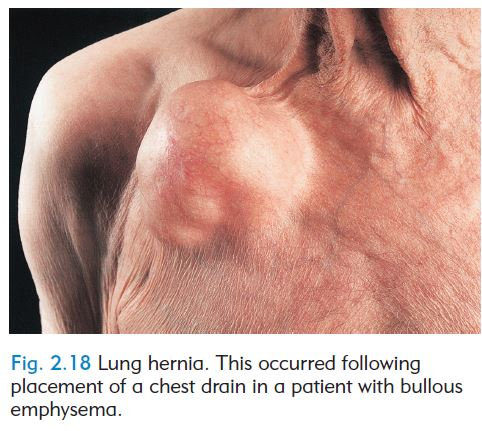 Fig. 2.18 Lung hernia. This occurred following
placement of a chest drain in a patient with bullous
emphysema.